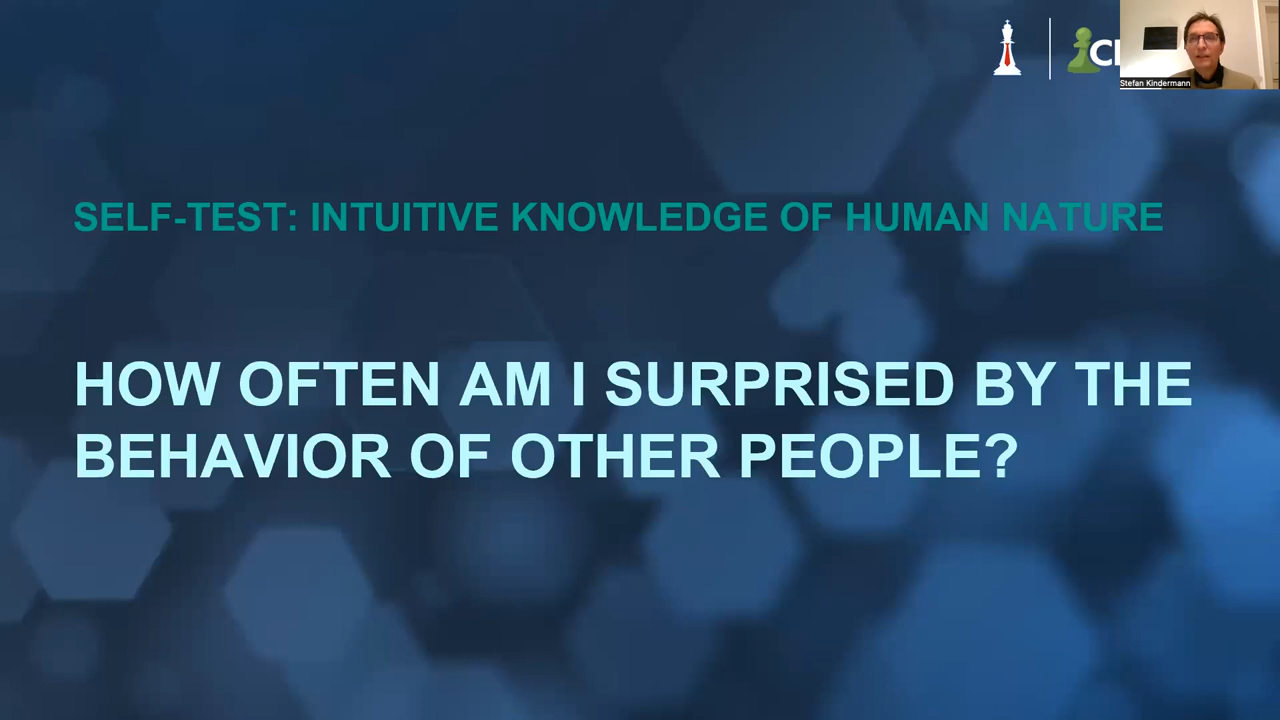 Stefan Kindermann
SELF-TEST: INTUITIVE KNOWLEDGE OF HUMAN NATURE
HOW OFTEN AM I SURPRISED BY THE
BEHAVIOR OF OTHER PEOPLE?